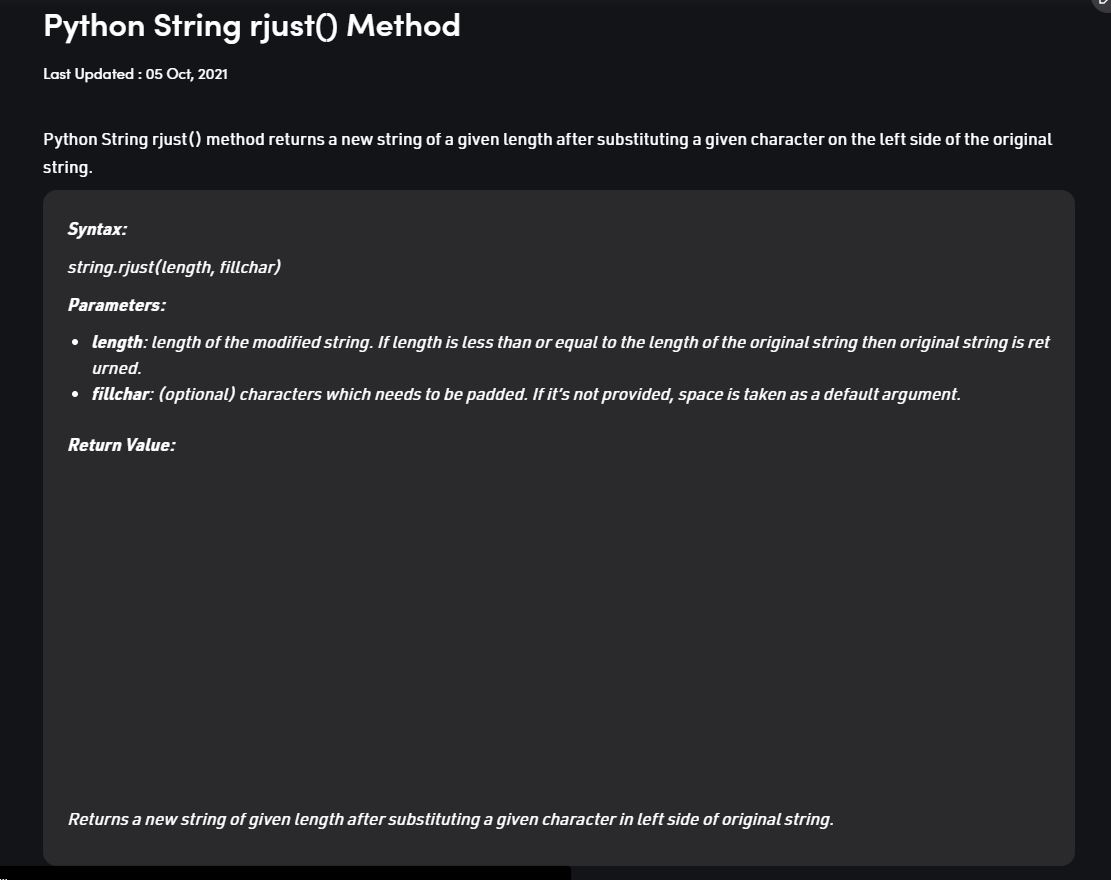 Python String rjust() Method
Last Updated : 05 Oct, 2021
Python String rjust() method returns a new string of a given length after substituting a given character on the left side of the original
string.
Syntax:
string.rjust(length, fillchar)
Parameters:
• length: length of the modified string. If length is less than or equal to the length of the original string then original string is ret
urned.
• fillchar: (optional) characters which needs to be padded. If it's not provided, space is taken as a default argument.
Return Value:
Returns a new string of given length after substituting a given character in left side of original string.